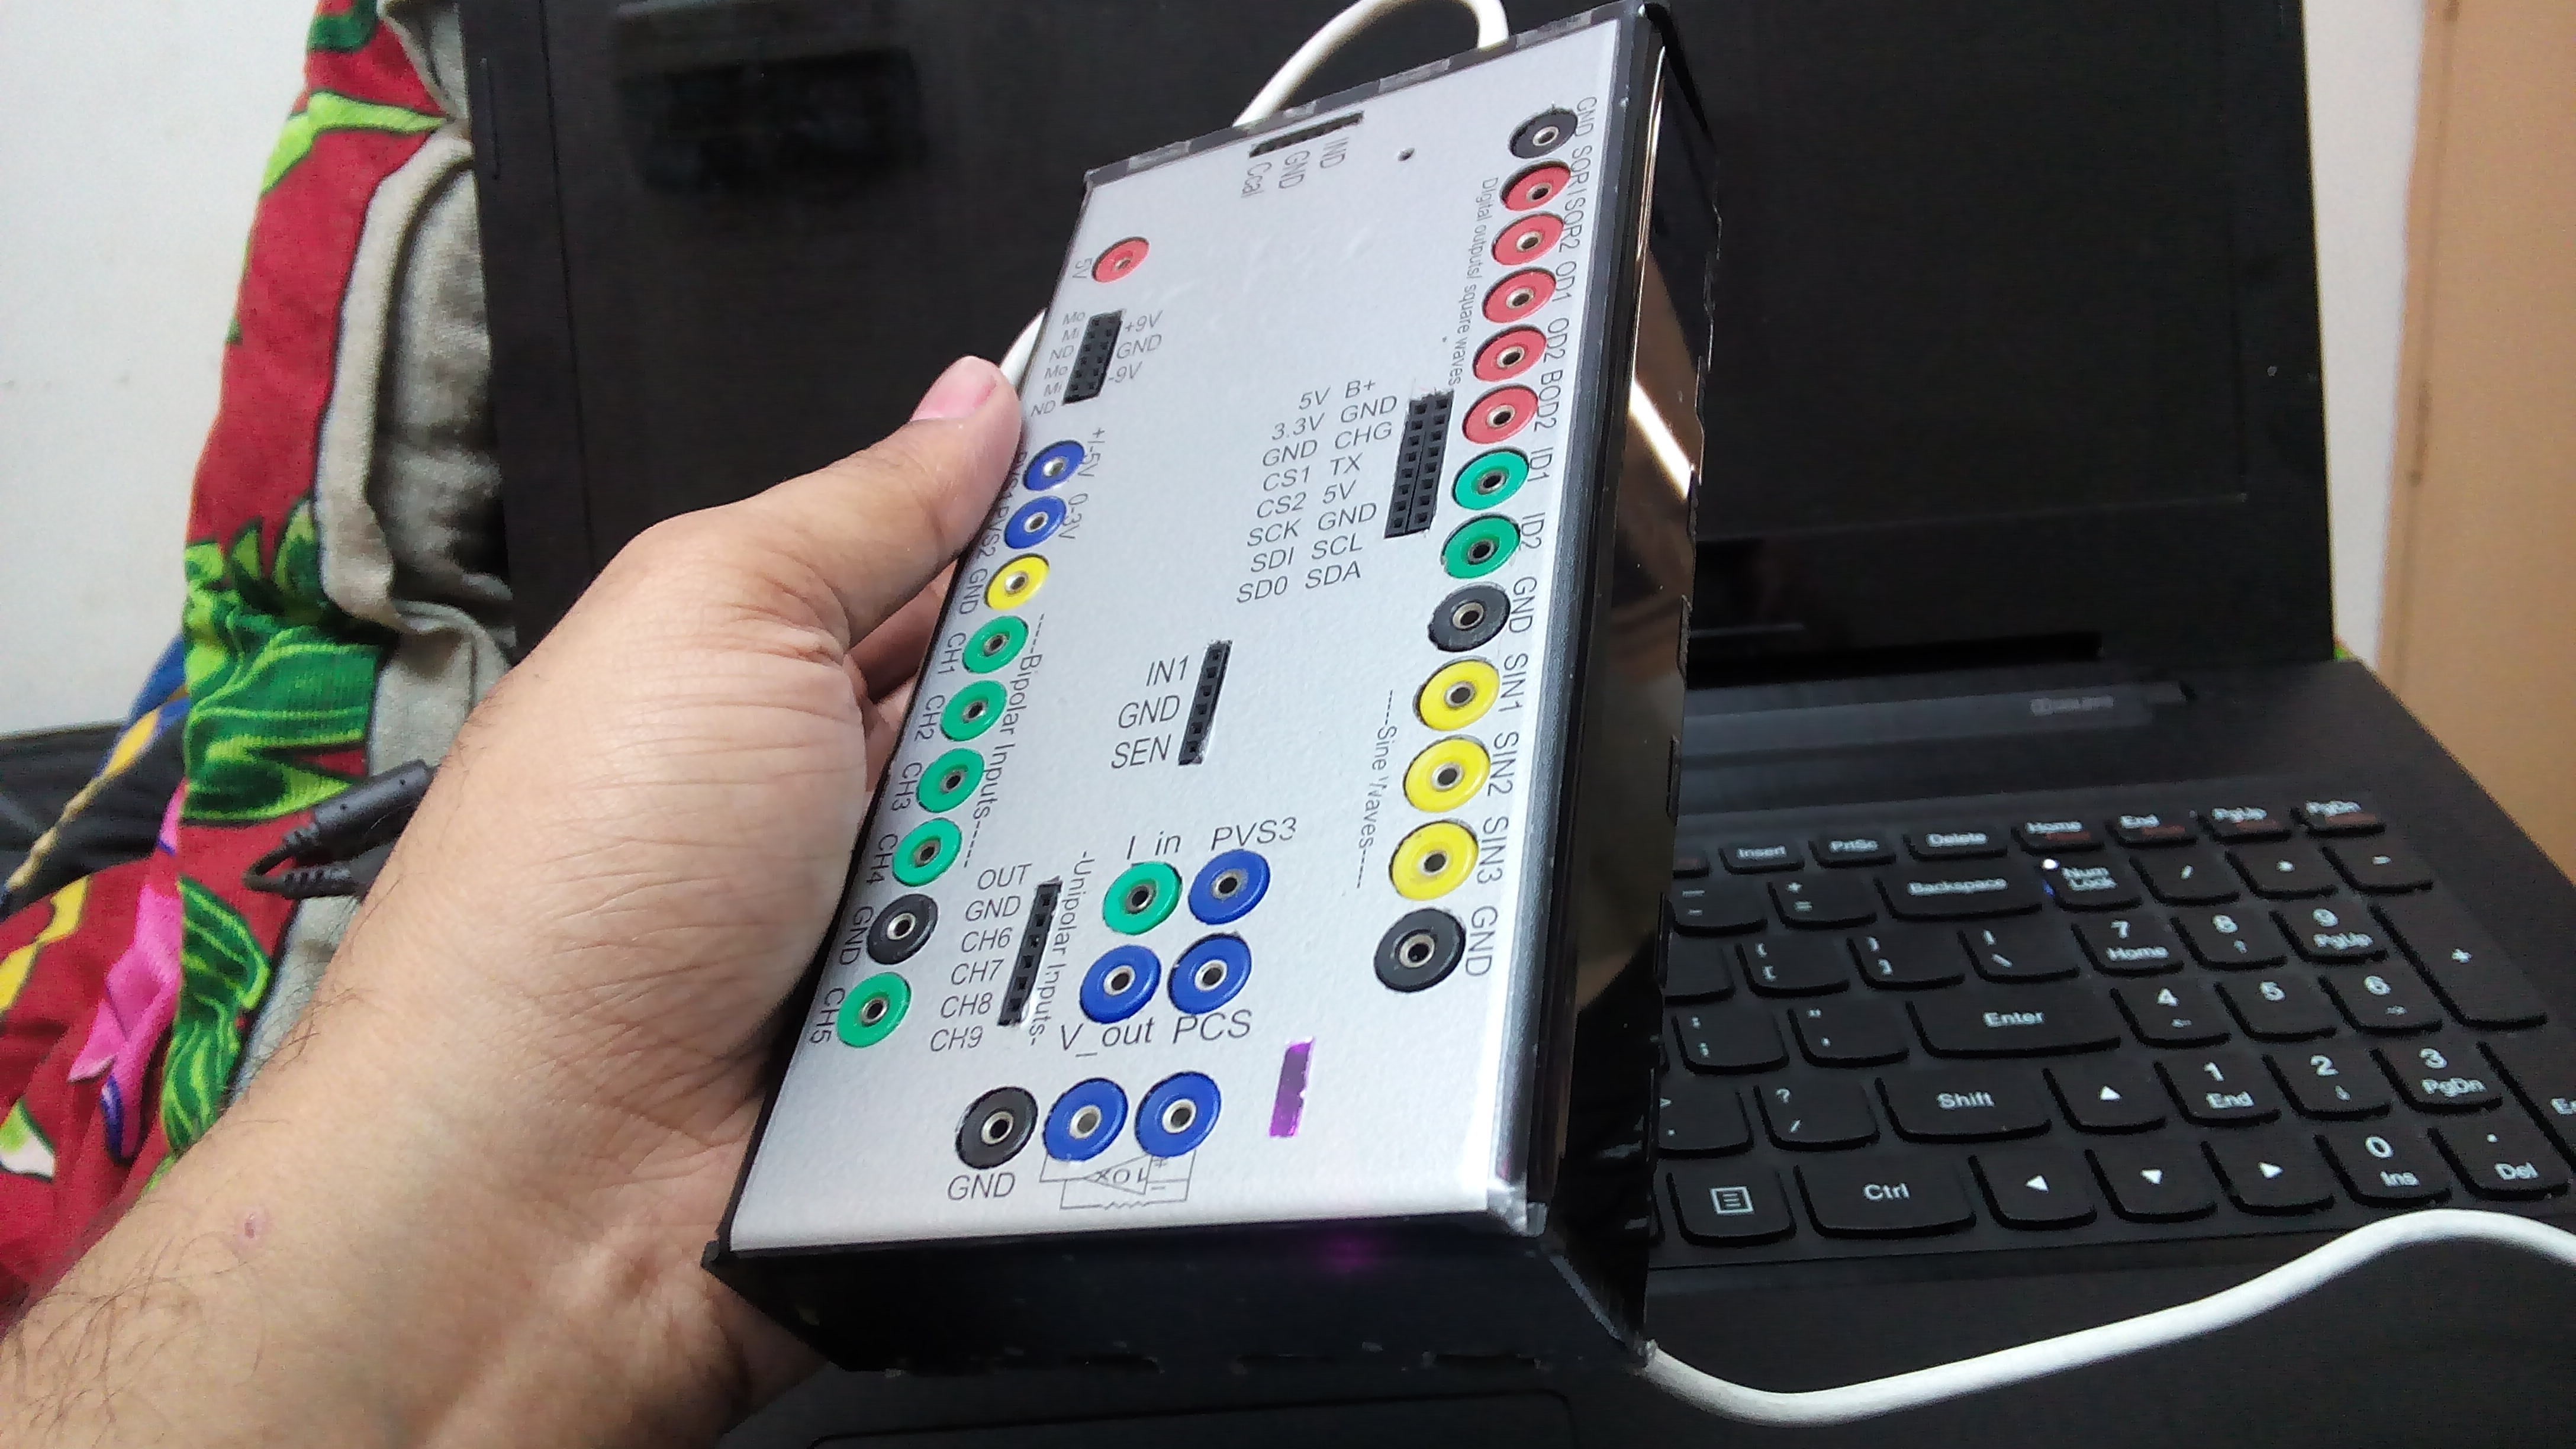 IND
GND
Ccal
5V
Mo
Mi
ND
Mo
Mi
ND
+9V
GND
-9V
+/-5V 0-3V
PVS2 GND CH1 CH2 CH3 CH4 GND CH5
----Bipolar Inputs------
GND SQR1 SQR2 OD1 OD2 BOD2 ID1 ID2 GND SIN1 SIN2 SIN3 GND
Digital outputs/ square waves
----Sine Waves----
5V B+
3.3V GND
GND CHG
CS1 TX
CS2 5V
SCK GND
SDI SCL
SD0 SDA
IN1
GND
SEN
I_in PVS3
V_out PCS
OUT
GND
CH6
CH7
CH8
CH9
-Unipolar Inputs-
GND
10X
+
-
Insert PrtSc Delete Home End PgUp PgDn
- + = Backspace Num Lock / * -
[ ] \ 7 Home 8 9 PgUp +
; " ' Enter 4 5 6
> . ? / Shift 1 End 2 3 PgDn
Ctrl 0 Ins . Del